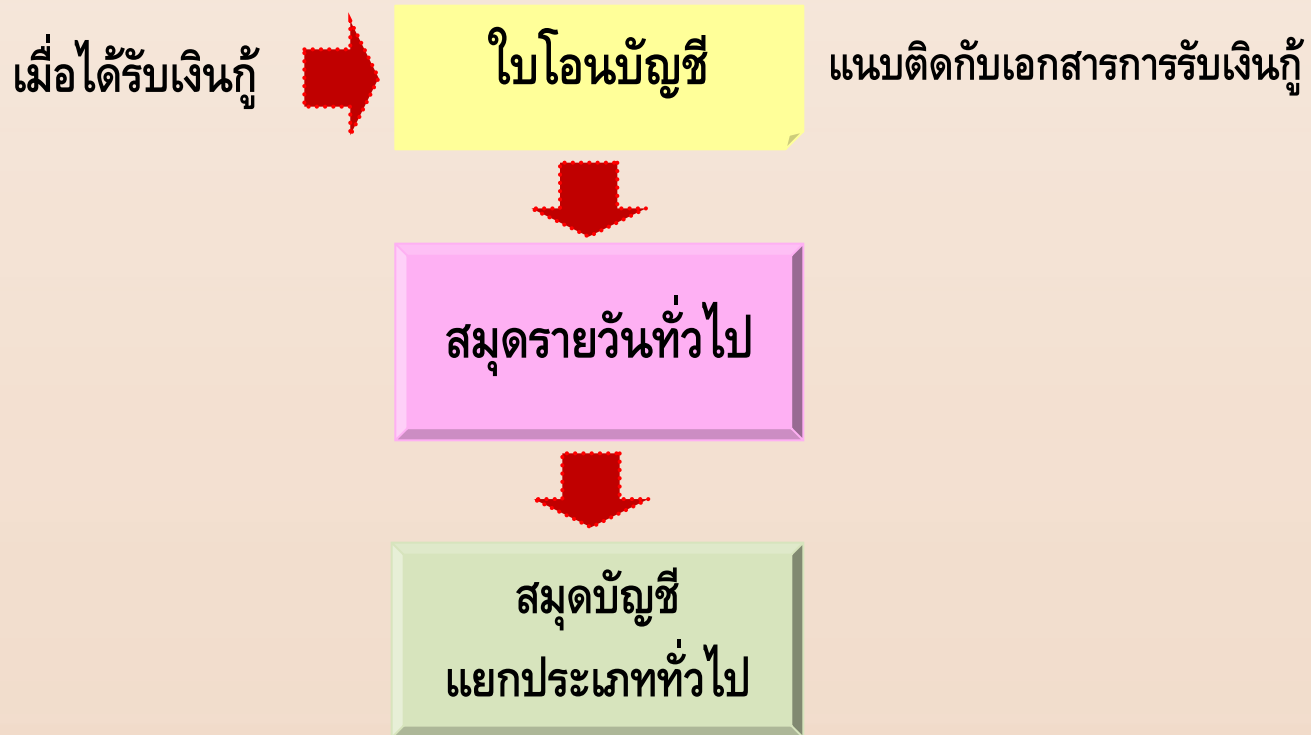 เมื่อได้รับเงินกู้
ใบโอนบัญชี
แนบติดกับเอกสารการรับเงินกู้
สมุดรายวันทั่วไป
สมุดบัญชี
แยกประเภททั่วไป